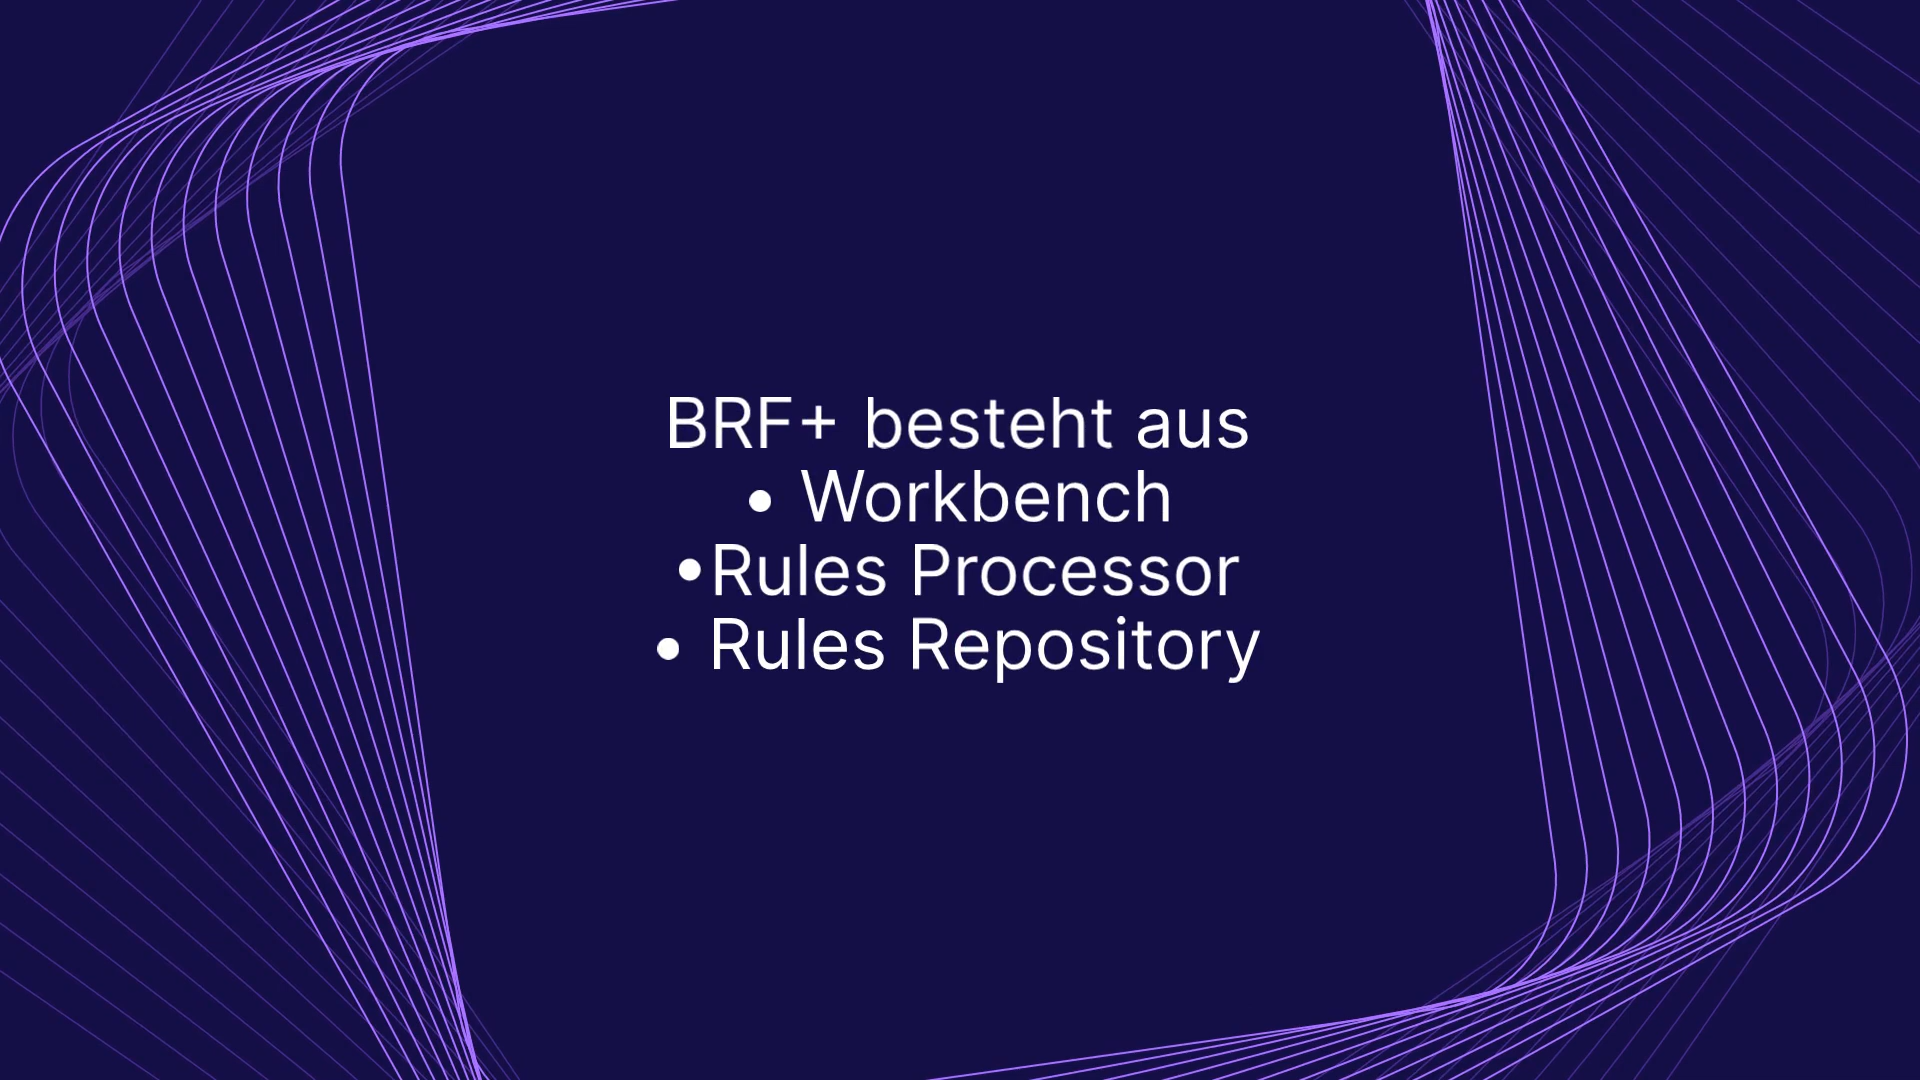 BRF+ besteht aus
• Workbench
•Rules Processor
• Rules Repository